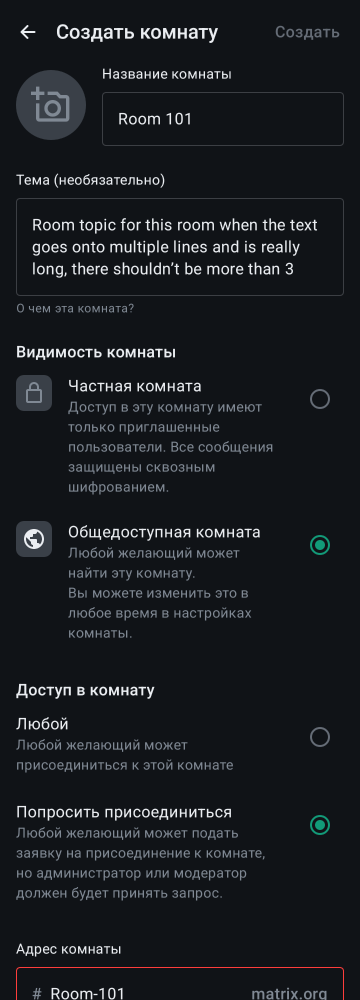 Создать комнату
Создать
Название комнаты
Room 101
Тема (необязательно)
Room topic for this room when the text
goes onto multiple lines and is really
long, there shouldn’t be more than 3
О чем эта комната?
Видимость комнаты
Частная комната
Доступ в эту комнату имеют
только приглашенные
пользователи. Все сообщения
защищены сквозным
шифрованием.
Общедоступная комната
Любой желающий может
найти эту комнату.
Вы можете изменить это в
любое время в настройках
комнаты.
Доступ в комнату
Любой
Любой желающий может
присоединиться к этой комнате
Попросить присоединиться
Любой желающий может подать
заявку на присоединение к комнате,
но администратор или модератор
должен будет принять запрос.
Адрес комнаты
# Room-101 matrix.org